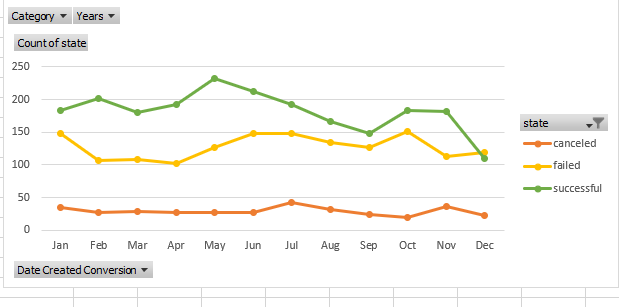 Category Years
Count of state
250
200
150
100
50
0
Jan Feb Mar Apr May Jun Jul Aug Sep Oct Nov Dec
state
canceled
failed
successful
Date Created Conversion